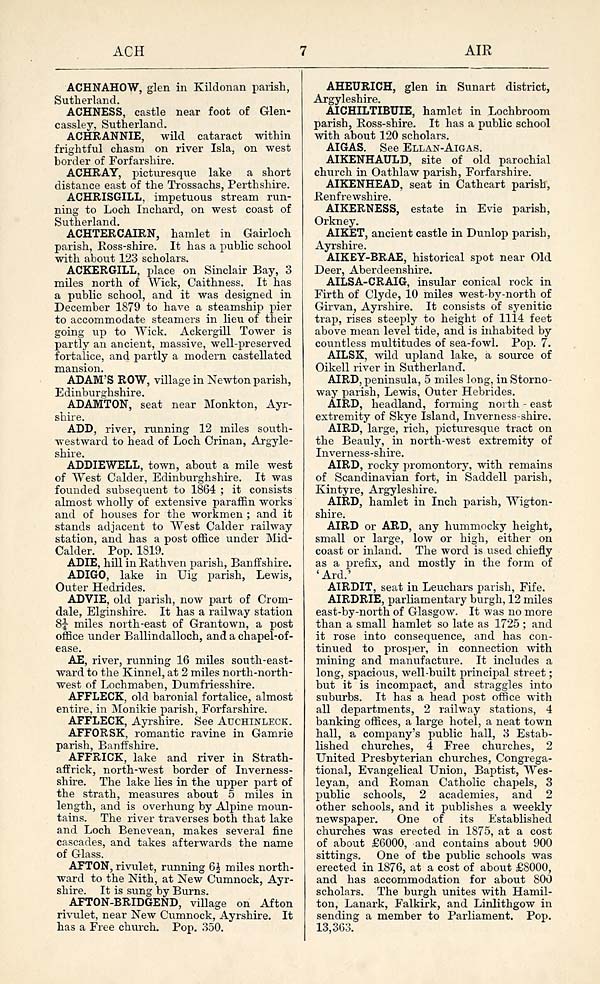 ACH
7
AIR
ACHNAHOW, glen in Kildonan parish,
Sutherland.
ACHNESS, castle near foot of Glen-
cassley, Sutherland.
ACHRANNIE, wild cataract within
frightful chasm on river Isla, on west
border of Forfarshire.
ACHRAY, picturesque lake a short
distance east of the Trossachs, Perthshire.
ACHRISGILL, impetuous stream run-
ning to Loch Inchard, on west coast of
Sutherland.
ACHTERCAIRN, hamlet in Gairloch
parish, Ross-shire. It has a public school
with about 123 scholars.
ACKERGILL, place on Sinclair Bay, 3
miles north of Wick, Caithness. It has
a public school, and it was designed in
December 1879 to have a steamship pier
to accommodate steamers in lieu of their
going up to Wick. Ackergill Tower is
partly an ancient, massive, well-preserved
fortalice, and partly a modern castellated
mansion.
ADAM'S ROW, village in Newton parish,
Edinburghshire.
ADAMTON, seat near Monkton, Ayr-
shire.
ADD, river, running 12 miles south-
westward to head of Loch Crinan, Argyle-
shire.
ADDIEWELL, town, about a mile west
of West Calder, Edinburghshire. It was
founded subsequent to 1864 ; it consists
almost wholly of extensive paraffin works
and of houses for the workmen ; and it
stands adjacent to West Calder railway
station, and has a post office under Mid-
Calder. Pop. 1819.
ADIE, hill in Rathven parish, Banffshire.
ADIGO, lake in Uig parish, Lewis,
Outer Hedrides.
ADVIE, old parish, now part of Crom-
dale, Elginshire. It has a railway station
8¼ miles north-east of Grantown, a post
office under Ballindalloch, and a chapel-of-
ease.
AE, river, running 16 miles south-east-
ward to the Kinnel, at 2 miles north-north-
west of Lochmaben, Dumfriesshire.
AFFLECK, old baronial fortalice, almost
entire, in Monikie parish, Forfarshire.
AFFLECK, Ayrshire. See AUCHINLECK.
AFFORSK, romantic ravine in Gamrie
parish, Banffshire.
AFFRICK, lake and river in Strath-
affrick, north-west border of Inverness-
shire. The lake lies in the upper part of
the strath, measures about 5 miles in
length, and is overhung by Alpine moun-
tains. The river traverses both that lake
and Loch Benevean, makes several fine
cascades, and takes afterwards the name
of Glass.
AFTON, rivulet, running 6½ miles north-
ward to the Nith, at New Cumnock, Ayr-
shire. It is sung by Burns.
AFTON-BRIDGEND, village on Afton
rivulet, near New Cumnock, Ayrshire. It
has a Free church. Pop. 350.
AHEURICH, glen in Sunart district,
Argyleshire.
AICHILTIBUIE, hamlet in Lochbroom
parish, Ross-shire. It has a public school
with about 120 scholars.
AIGAS. See ELLAN-AIGAS.
AIKENHAULD, site of old parochial
church in Oathlaw parish, Forfarshire.
AIKENHEAD, seat in Cathcart parish,
Renfrewshire.
AIKERNESS, estate in Evie parish,
Orkney.
AIKET, ancient castle in Dunlop parish,
Ayrshire.
AIKEY-BRAE, historical spot near Old
Deer, Aberdeenshire.
AILSA-CRAIG, insular conical rock in
Firth of Clyde, 10 miles west-by-north of
Girvan, Ayrshire. It consists of syenitic
trap, rises steeply to height of 1114 feet
above mean level tide, and is inhabited by
countless multitudes of sea-fowl. Pop. 7.
AILSK, wild upland lake, a source of
Oikell river in Sutherland.
AIRD, peninsula, 5 miles long, in Storno-
way parish, Lewis, Outer Hebrides.
AIRD, headland, forming north-east
extremity of Skye Island, Inverness-shire.
AIRD, large, rich, picturesque tract on
the Beauly, in north-west extremity of
Inverness-shire.
AIRD, rocky promontory, with remains
of Scandinavian fort, in Saddell parish,
Kintyre, Argyleshire.
AIRD, hamlet in Inch parish, Wigton-
shire.
AIRD or ARD, any hummocky height,
small or large, low or high, either on
coast or inland. The word is used chiefly
as a prefix, and mostly in the form of
'Ard.'
AIRDIT, seat in Leuchars parish, Fife.
AIRDRIE, parliamentary burgh, 12 miles
east-by-north of Glasgow. It was no more
than a small hamlet so late as 1725 ; and
it rose into consequence, and has con-
tinued to prosper, in connection with
mining and manufacture. It includes a
long, spacious, well-built principal street ;
but it is incompact, and straggles into
suburbs. It has a head post office with
all departments, 2 railway stations, 4
banking offices, a large hotel, a neat town
hall, a company's public hall, 3 Estab-
lished churches, 4 Free churches, 2
United Presbyterian churches, Congrega-
tional, Evangelical Union, Baptist, Wes-
leyan, and Roman Catholic chapels, 3
public schools, 2 academies, and 2
other schools, and it publishes a weekly
newspaper. One of its Established
churches was erected in 1875, at a cost
of about £6000, and contains about 900
sittings. One of the public schools was
erected in 1876, at a cost of about £8000,
and has accommodation for about 800
scholars. The burgh unites with Hamil-
ton, Lanark, Falkirk, and Linlithgow in
sending a member to Parliament. Pop.
13,363.